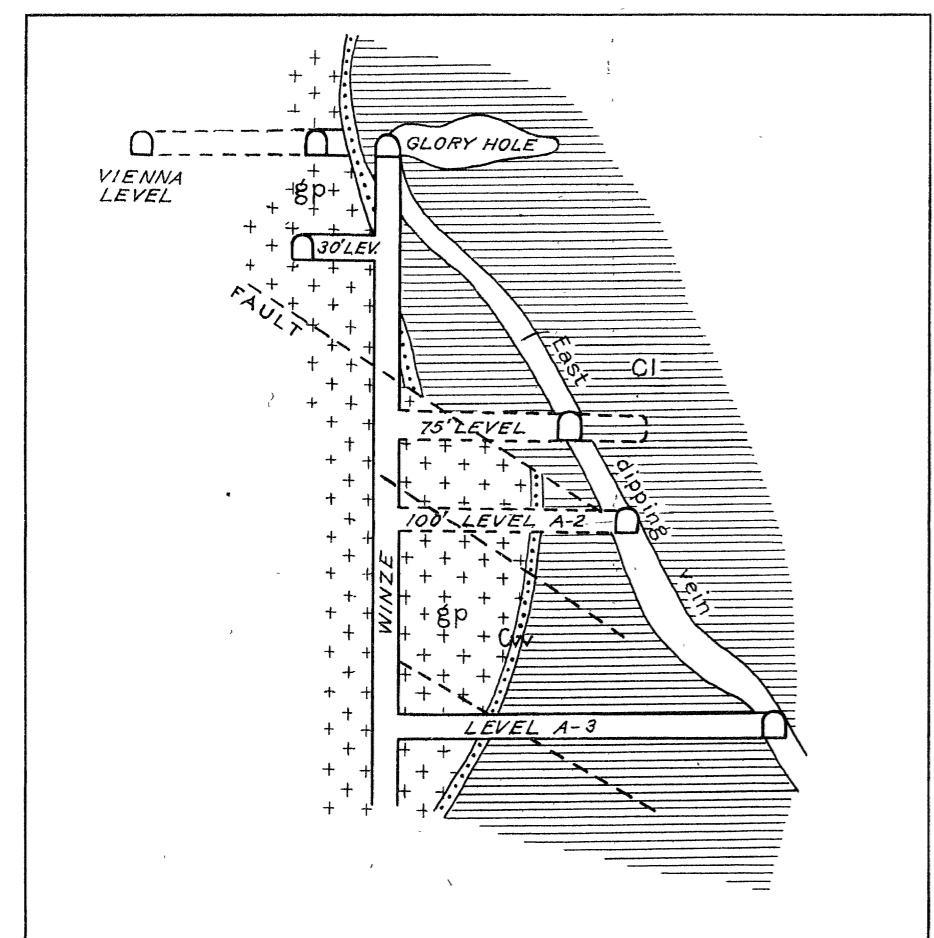 GLORY HOLE
VIENNA
LEVEL
gp
30' LEV.
FAULT
East
Cl
75' LEVEL
dipping
100' LEVEL A-2
WINZE
vein
gp
Cw
LEVEL A-3